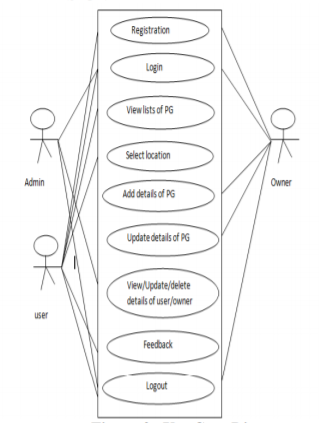 Registration
Login
View lists of PG
Select location
Admin
Owner
Add details of PG
Update details of PG
View/Update/delete
details of user/owner
user
Feedback
Logout